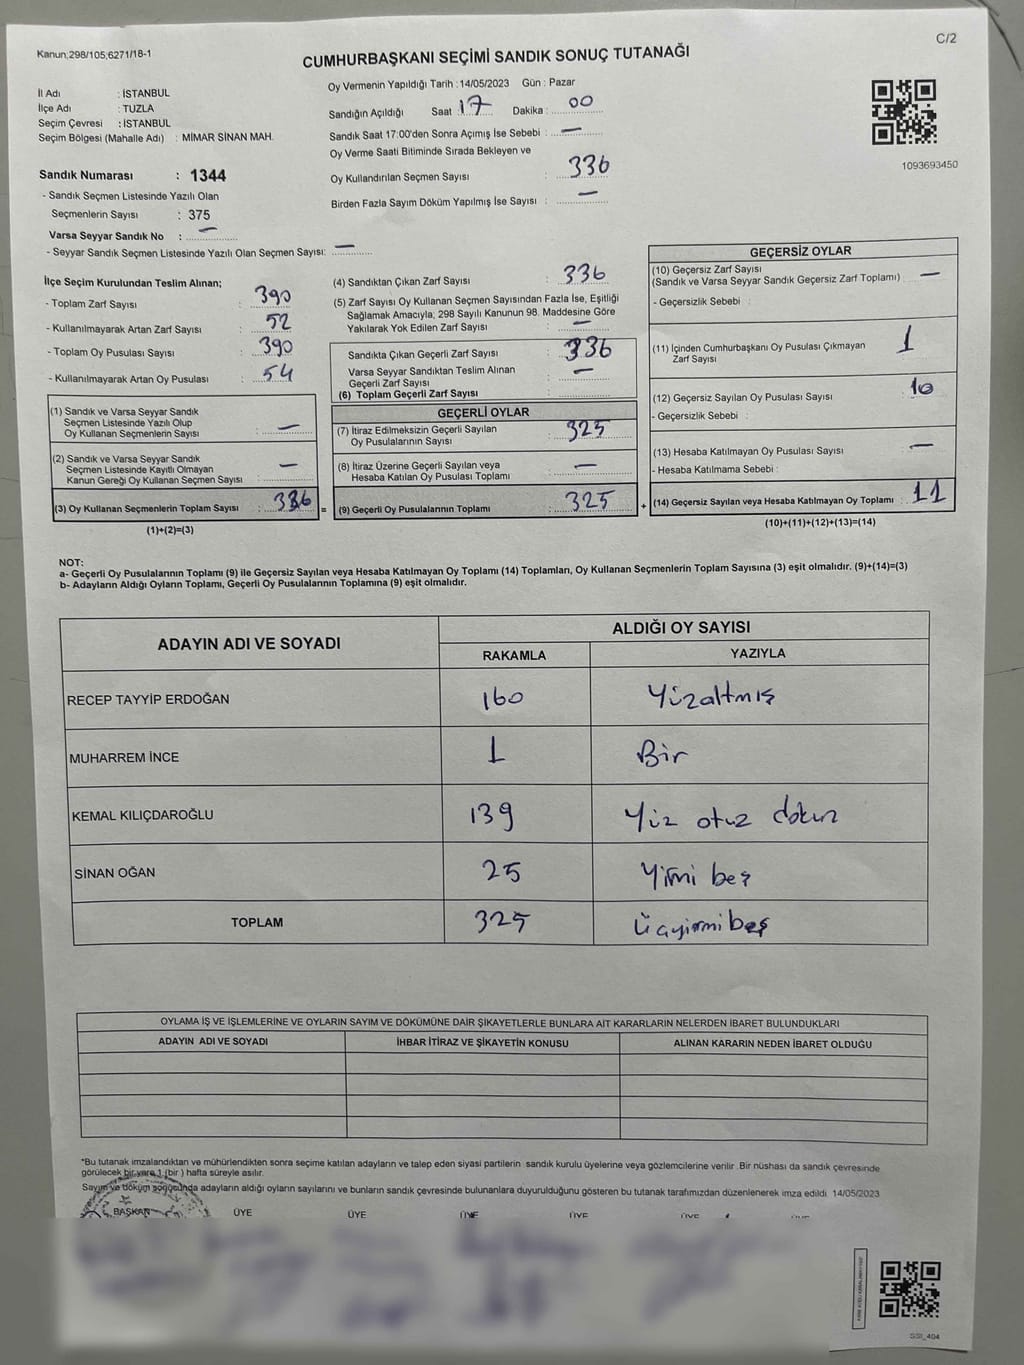 Kanun;298/105;6271/18-1
C/2
CUMHURBAŞKANI SEÇİMİ SANDIK SONUÇ TUTANAĞI
İl Adı : İSTANBUL
İlçe Adı : TUZLA
Seçim Çevresi : İSTANBUL
Seçim Bölgesi (Mahalle Adı) : MİMAR SİNAN MAH.
Sandık Numarası : 1344
- Sandık Seçmen Listesinde Yazılı Olan
Seçmenlerin Sayısı : 375
Varsa Seyyar Sandık No : —
- Seyyar Sandık Seçmen Listesinde Yazılı Olan Seçmen Sayısı: —
Oy Vermenin Yapıldığı Tarih : 14/05/2023 Gün : Pazar
Sandığın Açıldığı Saat : 17 Dakika : 00
Sandık Saat 17:00'den Sonra Açımış İse Sebebi : —
Oy Verme Saati Bitiminde Sırada Bekleyen ve
Oy Kullandırılan Seçmen Sayısı : 336
Birden Fazla Sayım Döküm Yapılmış İse Sayısı : —
1093693450
İlçe Seçim Kurulundan Teslim Alınan;
- Toplam Zarf Sayısı : 390
- Kullanılmayarak Artan Zarf Sayısı : 52
- Toplam Oy Pusulası Sayısı : 390
- Kullanılmayarak Artan Oy Pusulası : 54
(1) Sandık ve Varsa Seyyar Sandık
Seçmen Listesinde Yazılı Olup
Oy Kullanan Seçmenlerin Sayısı : —
(2) Sandık ve Varsa Seyyar Sandık
Seçmen Listesinde Kayıtlı Olmayan
Kanun Gereği Oy Kullanan Seçmen Sayısı : —
(3) Oy Kullanan Seçmenlerin Toplam Sayısı : 336
(1)+(2)=(3)
=
(4) Sandıktan Çıkan Zarf Sayısı : 336
(5) Zarf Sayısı Oy Kullanan Seçmen Sayısından Fazla İse, Eşitliği
Sağlamak Amacıyla, 298 Sayılı Kanunun 98. Maddesine Göre
Yakılarak Yok Edilen Zarf Sayısı : —
Sandıkta Çıkan Geçerli Zarf Sayısı : 336
Varsa Seyyar Sandıktan Teslim Alınan
Geçerli Zarf Sayısı : —
(6) Toplam Geçerli Zarf Sayısı :
GEÇERLİ OYLAR
(7) İtiraz Edilmeksizin Geçerli Sayılan
Oy Pusulalarının Sayısı : 325
(8) İtiraz Üzerine Geçerli Sayılan veya
Hesaba Katılan Oy Pusulası Toplamı : —
(9) Geçerli Oy Pusulalarının Toplamı : 325
+
GEÇERSİZ OYLAR
(10) Geçersiz Zarf Sayısı
(Sandık ve Varsa Seyyar Sandık Geçersiz Zarf Toplamı) : —
- Geçersizlik Sebebi :
(11) İçinden Cumhurbaşkanı Oy Pusulası Çıkmayan
Zarf Sayısı : 1
(12) Geçersiz Sayılan Oy Pusulası Sayısı : 10
- Geçersizlik Sebebi :
(13) Hesaba Katılmayan Oy Pusulası Sayısı : —
- Hesaba Katılmama Sebebi :
(14) Geçersiz Sayılan veya Hesaba Katılmayan Oy Toplamı : 11
(10)+(11)+(12)+(13)=(14)
NOT:
a- Geçerli Oy Pusulalarının Toplamı (9) ile Geçersiz Sayılan veya Hesaba Katılmayan Oy Toplamı (14) Toplamları, Oy Kullanan Seçmenlerin Toplam Sayısına (3) eşit olmalıdır. (9)+(14)=(3)
b- Adayların Aldığı Oyların Toplamı, Geçerli Oy Pusulalarının Toplamına (9) eşit olmalıdır.
ADAYIN ADI VE SOYADI
ALDIĞI OY SAYISI
RAKAMLA YAZIYLA
RECEP TAYYİP ERDOĞAN 160 Yüzaltmış
MUHARREM İNCE 1 Bir
KEMAL KILIÇDAROĞLU 139 Yüz otuz dokuz
SİNAN OĞAN 25 Yirmi beş
TOPLAM 325 Üçyirmibeş
OYLAMA İŞ VE İŞLEMLERİNE VE OYLARIN SAYIM VE DÖKÜMÜNE DAİR ŞİKAYETLERLE BUNLARA AİT KARARLARIN NELERDEN İBARET BULUNDUKLARI
ADAYIN ADI VE SOYADI İHBAR İTİRAZ VE ŞİKAYETİN KONUSU ALINAN KARARIN NEDEN İBARET OLDUĞU
*Bu tutanak imzalandıktan ve mühürlendikten sonra seçime katılan adayların ve talep eden siyasi partilerin sandık kurulu üyelerine veya gözlemcilerine verilir. Bir nüshası da sandık çevresinde
görülecek bir yere 1 (bir ) hafta süreyle asılır.
Sayım ve döküm sonucunda adayların aldığı oyların sayılarını ve bunların sandık çevresinde bulunanlara duyurulduğunu gösteren bu tutanak tarafımızdan düzenlenerek imza edildi. 14/05/2023
BAŞKAN ÜYE ÜYE ÜYE ÜYE ÜYE
SSI_404